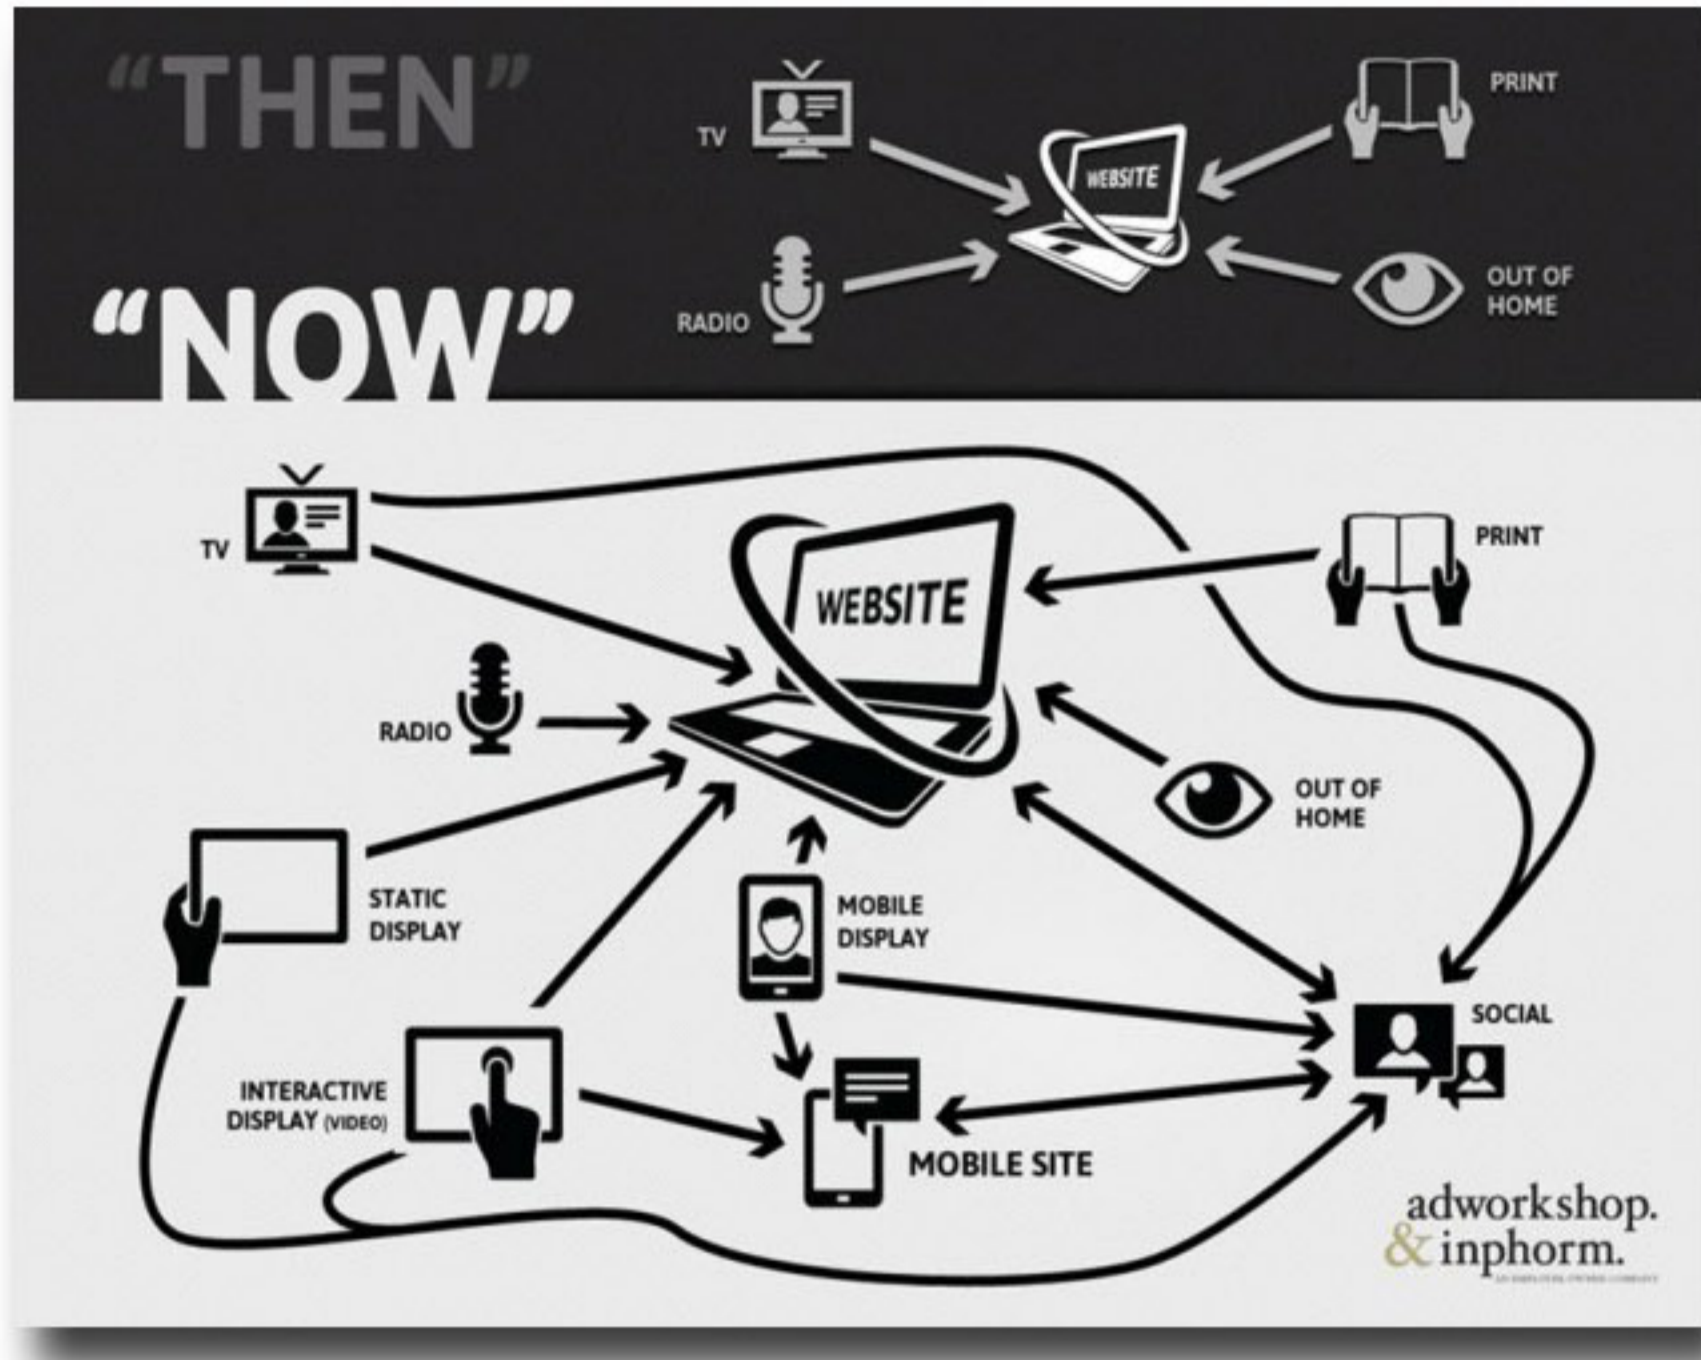 “THEN”
TV
PRINT
WEBSITE
RADIO
OUT OF
HOME
“NOW”
TV
PRINT
WEBSITE
RADIO
OUT OF
HOME
STATIC
DISPLAY
MOBILE
DISPLAY
SOCIAL
INTERACTIVE
DISPLAY (VIDEO)
MOBILE SITE
adworkshop.
& inphorm.